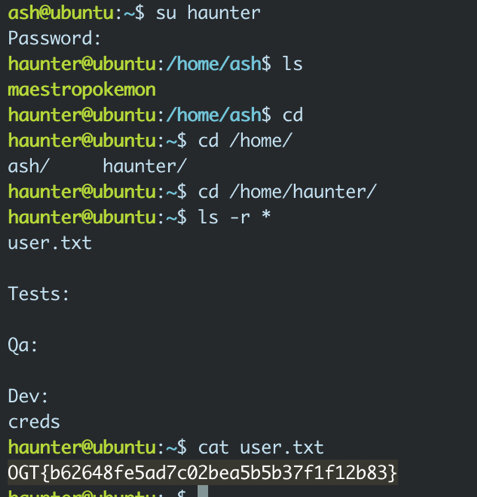 ash@ubuntu:~$ su haunter
Password:
haunter@ubuntu:/home/ash$ ls
maestropokemon
haunter@ubuntu:/home/ash$ cd
haunter@ubuntu:~$ cd /home/
ash/     haunter/
haunter@ubuntu:~$ cd /home/haunter/
haunter@ubuntu:~$ ls -r *
user.txt

Tests:

Qa:

Dev:
creds
haunter@ubuntu:~$ cat user.txt
OGT{b62648fe5ad7c02bea5b5b37f1f12b83}
haunter@ubuntu:~$